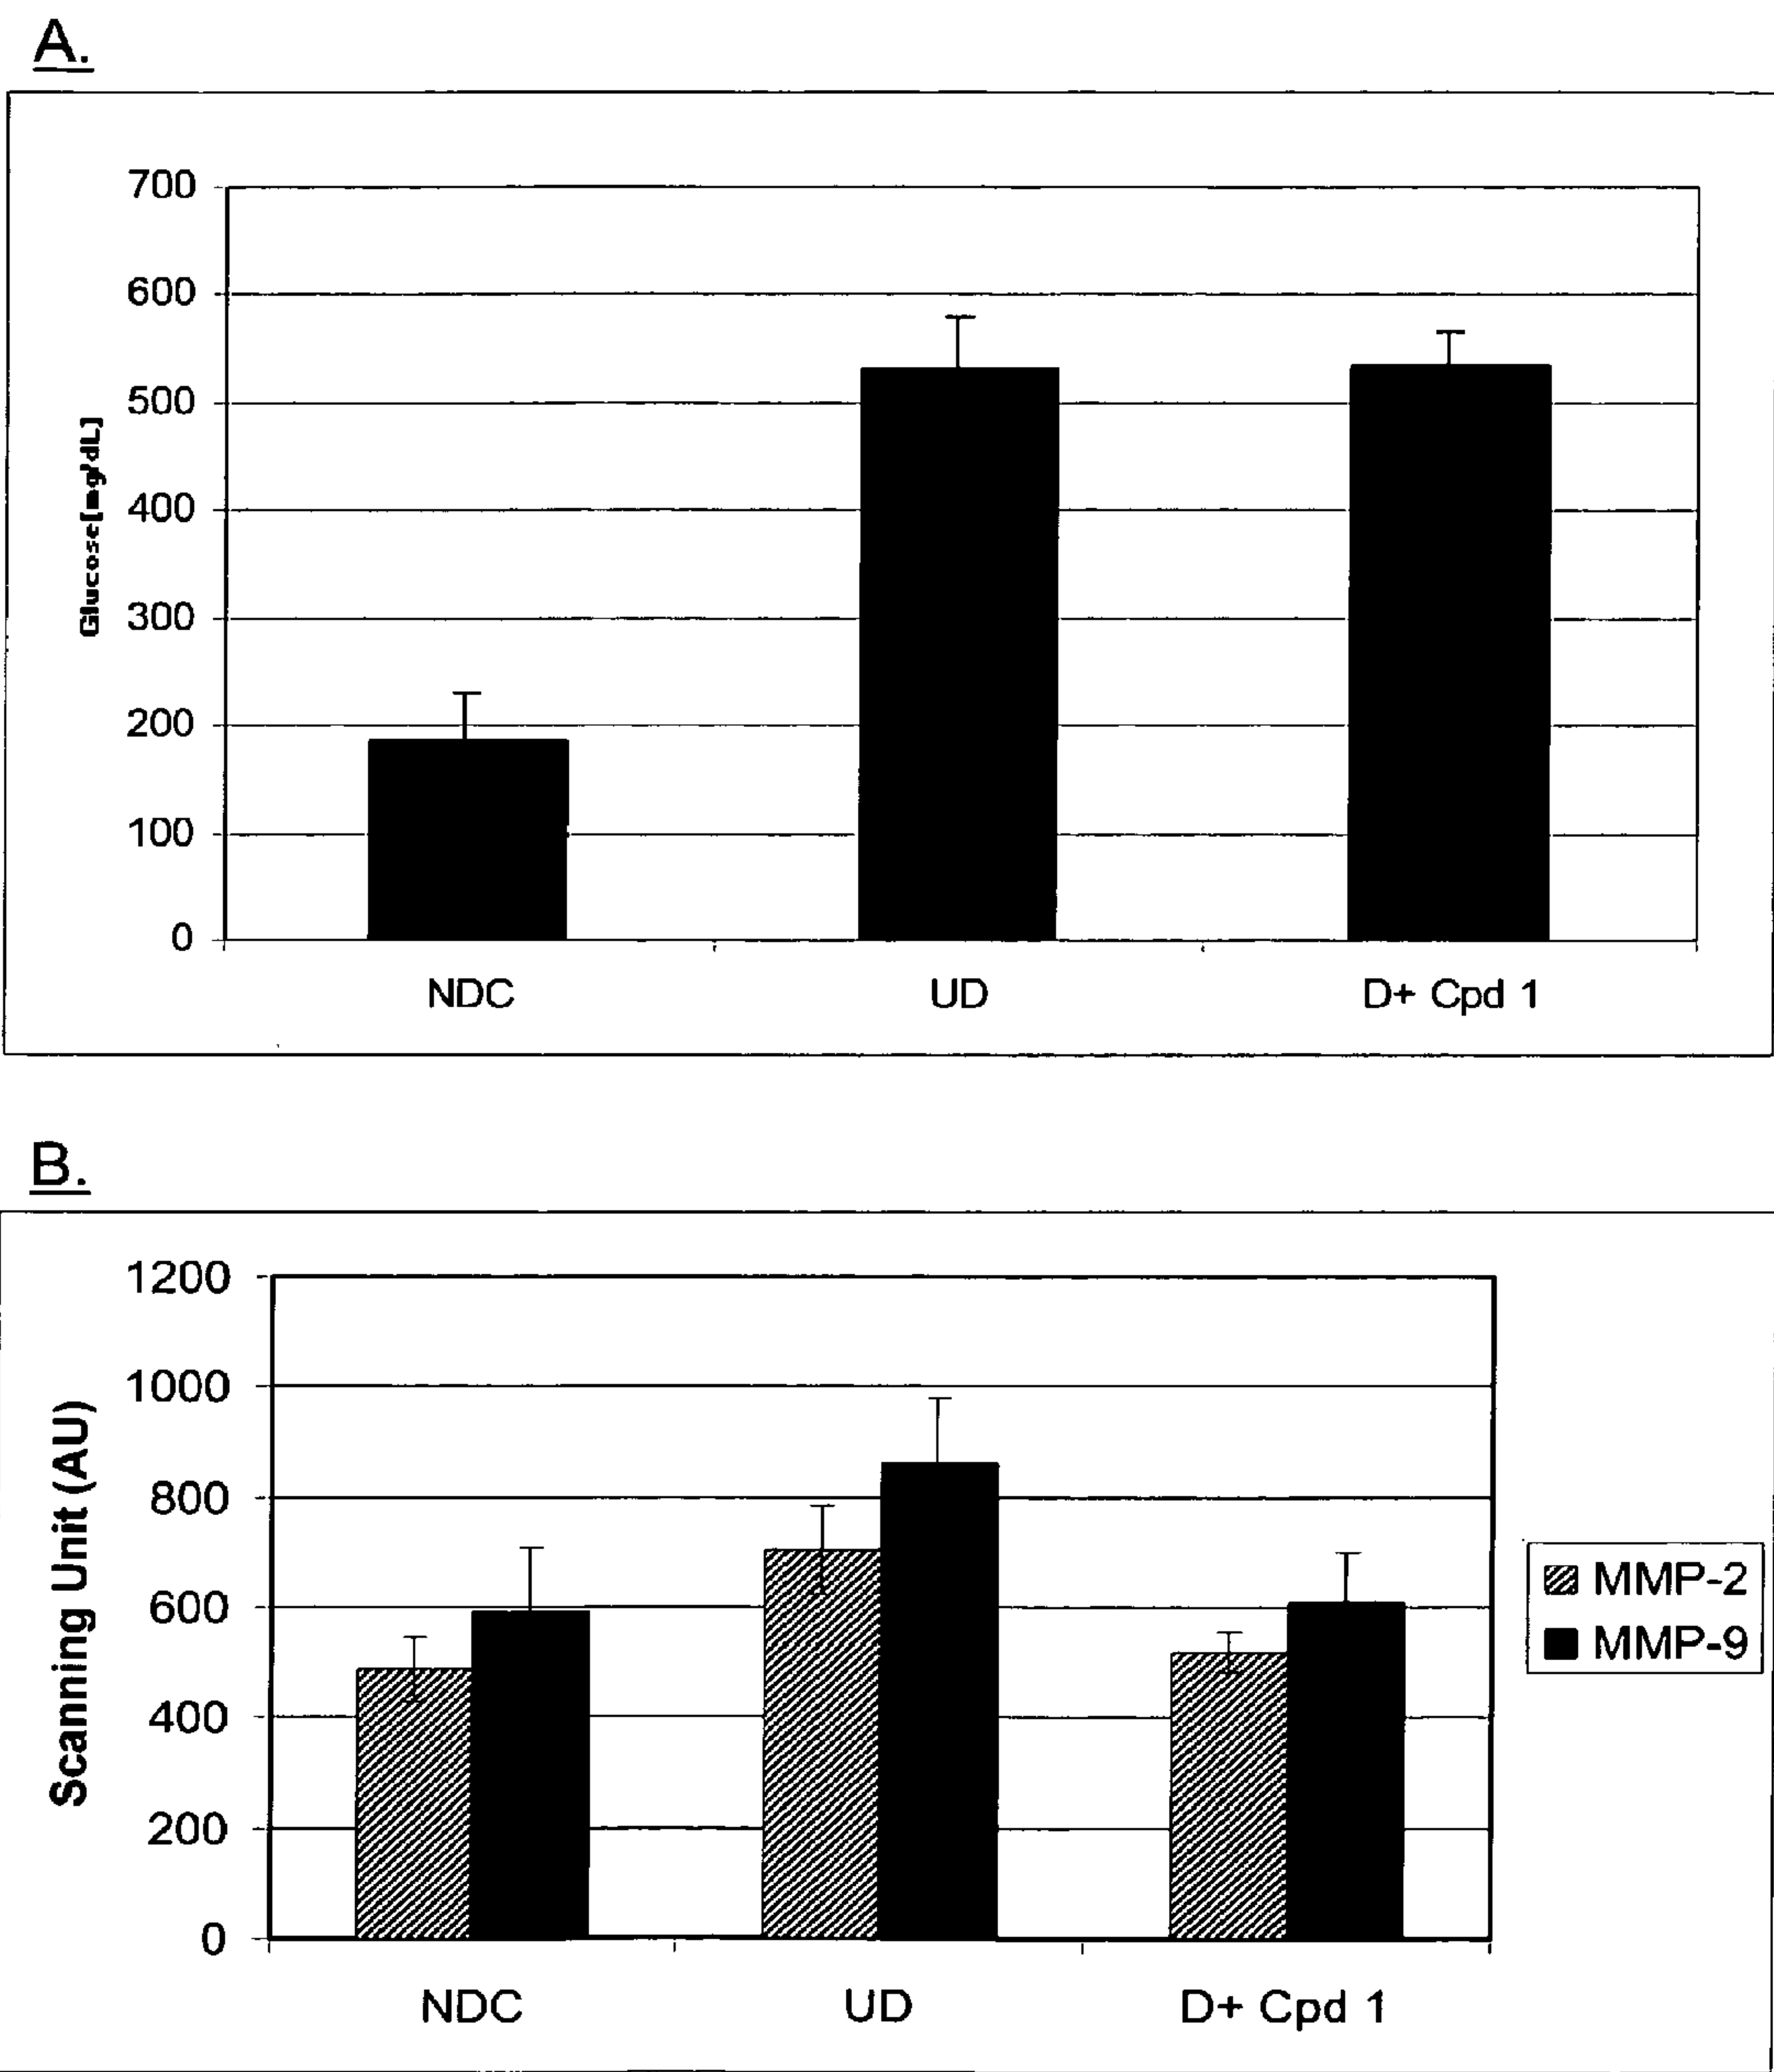 A.
700
600
500
400
300
200
100
0
Glucose[mg/dL]
NDC UD D+ Cpd 1
B.
1200
1000
800
600
400
200
0
Scanning Unit (AU)
NDC UD D+ Cpd 1
MMP-2
MMP-9